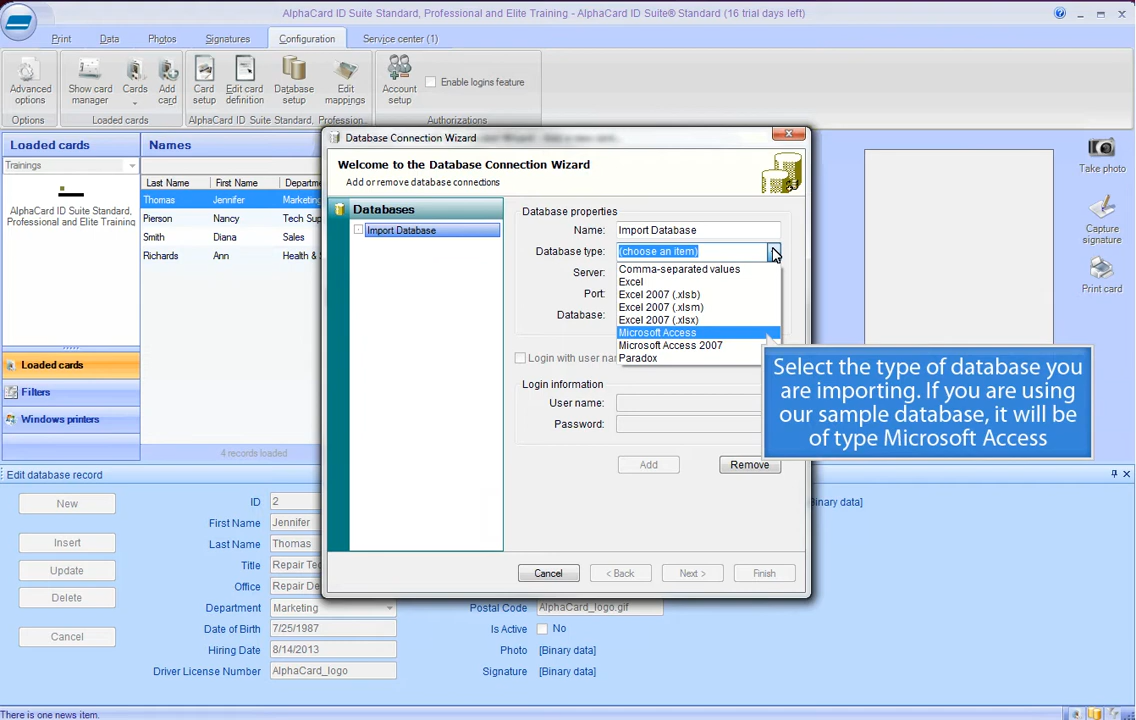 AlphaCard ID Suite Standard, Professional and Elite Training - AlphaCard ID Suite® Standard (16 trial days left)
Print
Data
Photos
Signatures
Configuration
Service center (1)
Advanced options
Show card manager
Cards
Add card
Card setup
Edit card definition
Database setup
Edit mappings
Account setup
Enable logins feature
Options
Loaded cards
AlphaCard ID Suite Standard, Profession...
Authorizations
Loaded cards
Trainings
AlphaCard ID Suite Standard,
Professional and Elite Training
Names
Last Name
First Name
Departm
Thomas
Jennifer
Marketing
Pierson
Nancy
Tech Sup
Smith
Diana
Sales
Richards
Ann
Health &
4 records loaded
Loaded cards
Filters
Windows printers
Take photo
Capture signature
Print card
Database Connection Wizard
Welcome to the Database Connection Wizard
Add or remove database connections
Databases
Import Database
Database properties
Name:
Import Database
Database type:
(choose an item)
Server:
Port:
Database:
Comma-separated values
Excel
Excel 2007 (.xlsb)
Excel 2007 (.xlsm)
Excel 2007 (.xlsx)
Microsoft Access
Microsoft Access 2007
Paradox
Login with user nam
Login information
User name:
Password:
Add
Remove
Cancel
< Back
Next >
Finish
Select the type of database you
are importing. If you are using
our sample database, it will be
of type Microsoft Access
Edit database record
New
Insert
Update
Delete
Cancel
ID
2
First Name
Jennifer
Last Name
Thomas
Title
Repair Tec
Office
Repair De
Department
Marketing
Date of Birth
7/25/1987
Hiring Date
8/14/2013
Driver License Number
AlphaCard_logo
Binary data]
Postal Code
AlphaCard_logo.gif
Is Active
No
Photo
[Binary data]
Signature
[Binary data]
There is one news item.